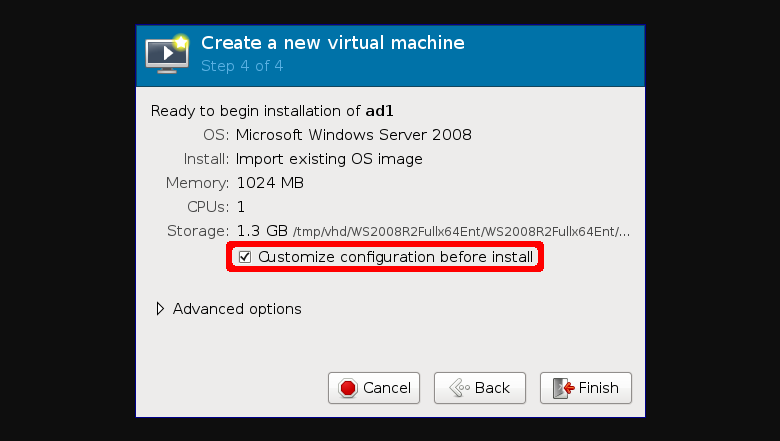 Create a new virtual machine
Step 4 of 4
Ready to begin installation of ad1
OS: Microsoft Windows Server 2008
Install: Import existing OS image
Memory: 1024 MB
CPUs: 1
Storage: 1.3 GB /tmp/vhd/WS2008R2Fullx64Ent/WS2008R2Fullx64Ent/...
Customize configuration before install
Advanced options
Cancel Back Finish